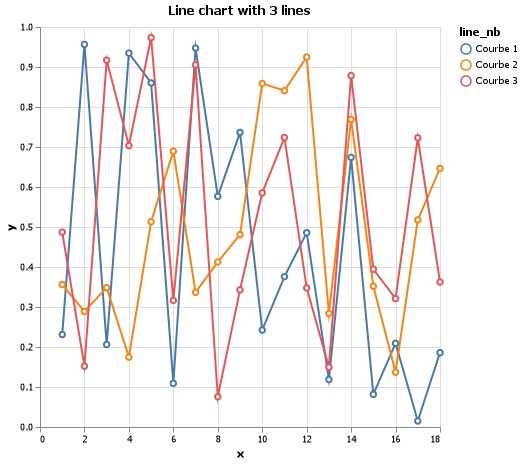 Line chart with 3 lines
line_nb
Courbe 1
Courbe 2
Courbe 3
y
1.0
0.9
0.8
0.7
0.6
0.5
0.4
0.3
0.2
0.1
0.0
0 2 4 6 8 10 12 14 16 18
x